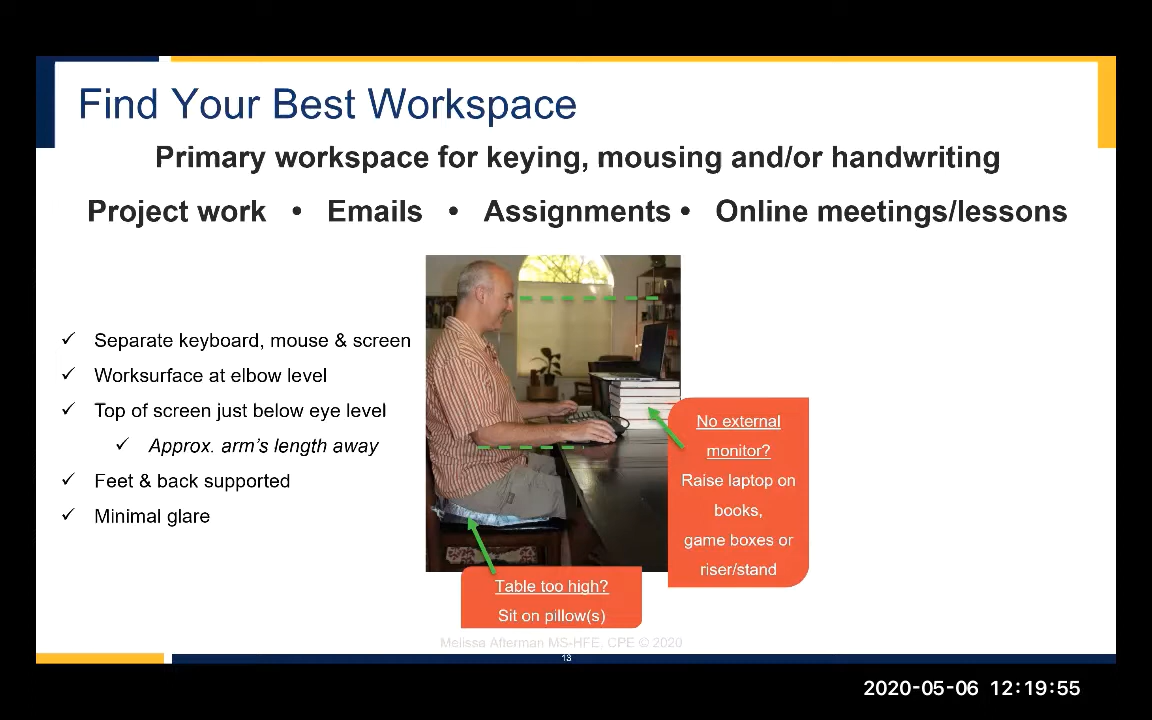 Find Your Best Workspace
Primary workspace for keying, mousing and/or handwriting
Project work • Emails • Assignments • Online meetings/lessons
✓ Separate keyboard, mouse & screen
✓ Worksurface at elbow level
✓ Top of screen just below eye level
✓ Approx. arm's length away
✓ Feet & back supported
✓ Minimal glare
No external
monitor?
Raise laptop on
books,
game boxes or
riser/stand
Table too high?
Sit on pillow(s)
Melissa Afterman MS-HFE, CPE © 2020
13
2020-05-06 12:19:55